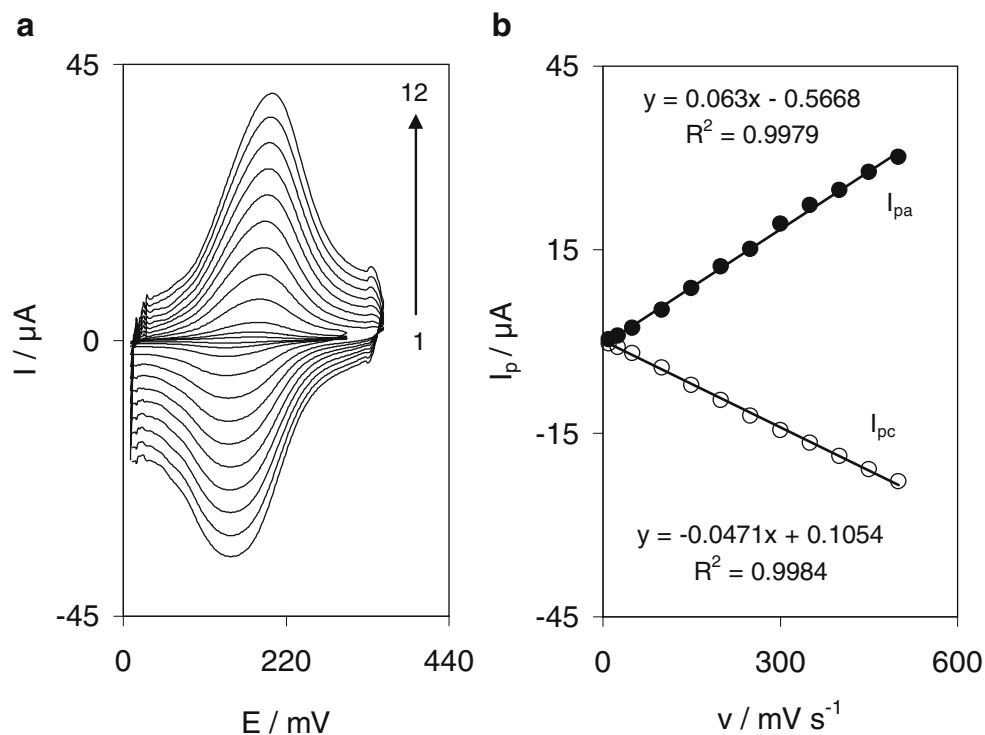 a
45
12
I / µA
0
1
-45
0 220 440
E / mV
b
45
y = 0.063x - 0.5668
R² = 0.9979
Ipa
15
Ip / µA
-15
Ipc
y = -0.0471x + 0.1054
R² = 0.9984
-45
0 300 600
v / mV s⁻¹